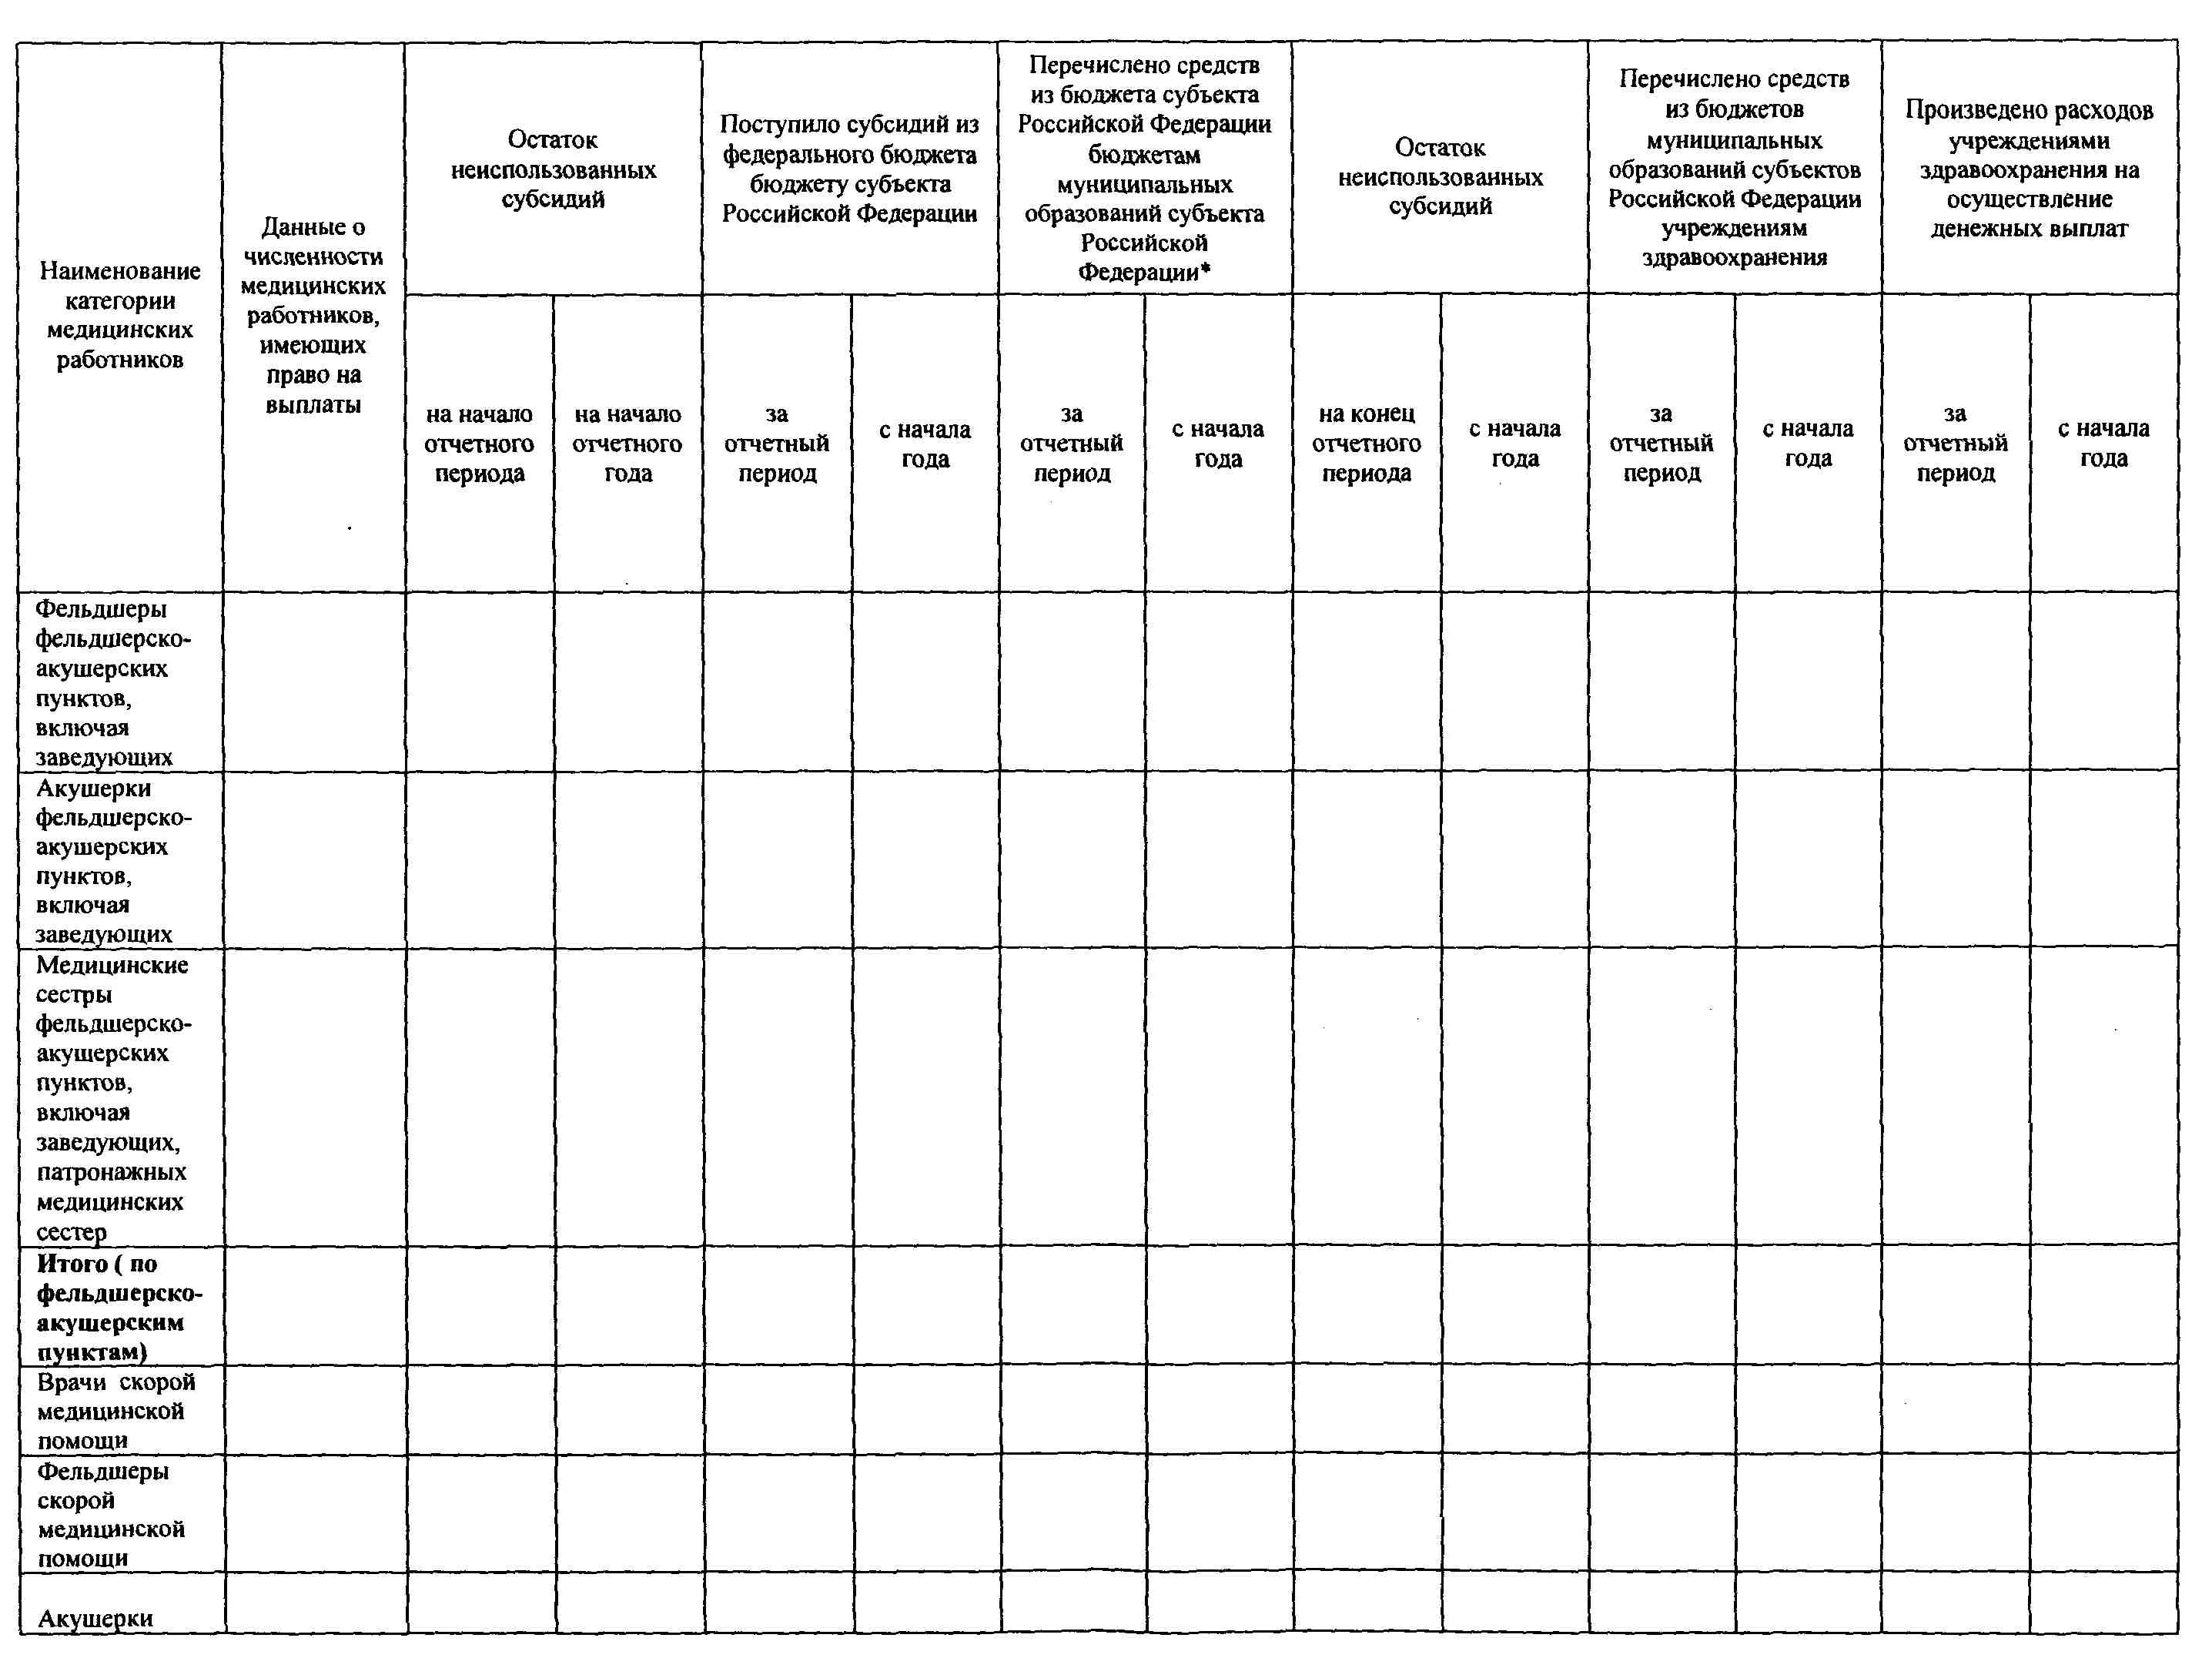 Наименование
категории
медицинских
работников
Данные о
численности
медицинских
работников,
имеющих
право на
выплаты
Остаток
неиспользованных
субсидий
Поступило субсидий из
федерального бюджета
бюджету субъекта
Российской Федерации
Перечислено средств
из бюджета субъекта
Российской Федерации
бюджетам
муниципальных
образований субъекта
Российской
Федерации*
Остаток
неиспользованных
субсидий
Перечислено средств
из бюджетов
муниципальных
образований субъектов
Российской Федерации
учреждениям
здравоохранения
Произведено расходов
учреждениями
здравоохранения на
осуществление
денежных выплат
на начало
отчетного
периода
на начало
отчетного
года
за
отчетный
период
с начала
года
за
отчетный
период
с начала
года
на конец
отчетного
периода
с начала
года
за
отчетный
период
с начала
года
за
отчетный
период
с начала
года
Фельдшеры
фельдшерско-
акушерских
пунктов,
включая
заведующих
Акушерки
фельдшерско-
акушерских
пунктов,
включая
заведующих
Медицинские
сестры
фельдшерско-
акушерских
пунктов,
включая
заведующих,
патронажных
медицинских
сестер
Итого ( по
фельдшерско-
акушерским
пунктам)
Врачи скорой
медицинской
помощи
Фельдшеры
скорой
медицинской
помощи
Акушерки